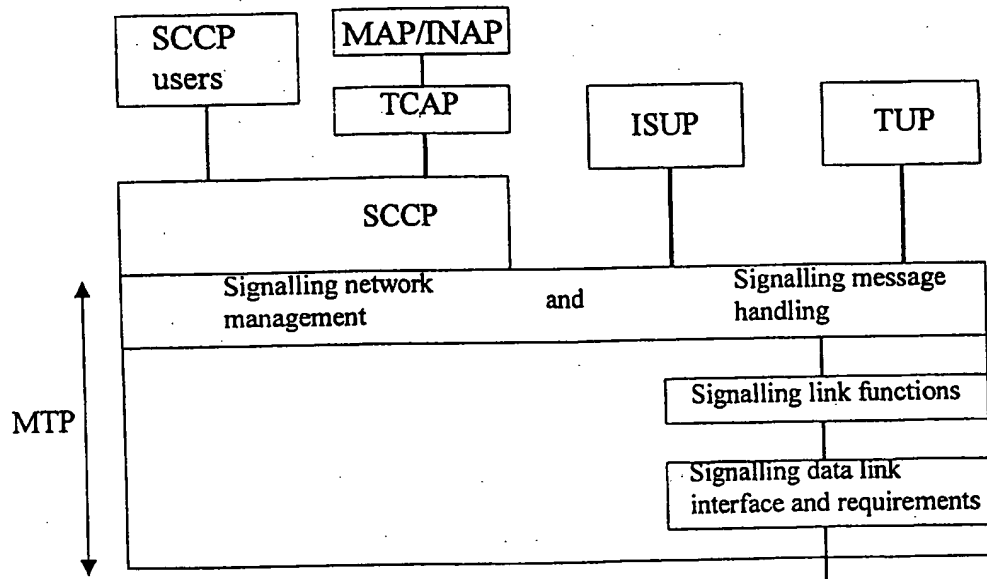 SCCP
users
MAP/INAP
TCAP
ISUP
TUP
SCCP
Signalling network
management
and
Signalling message
handling
MTP
Signalling link functions
Signalling data link
interface and requirements